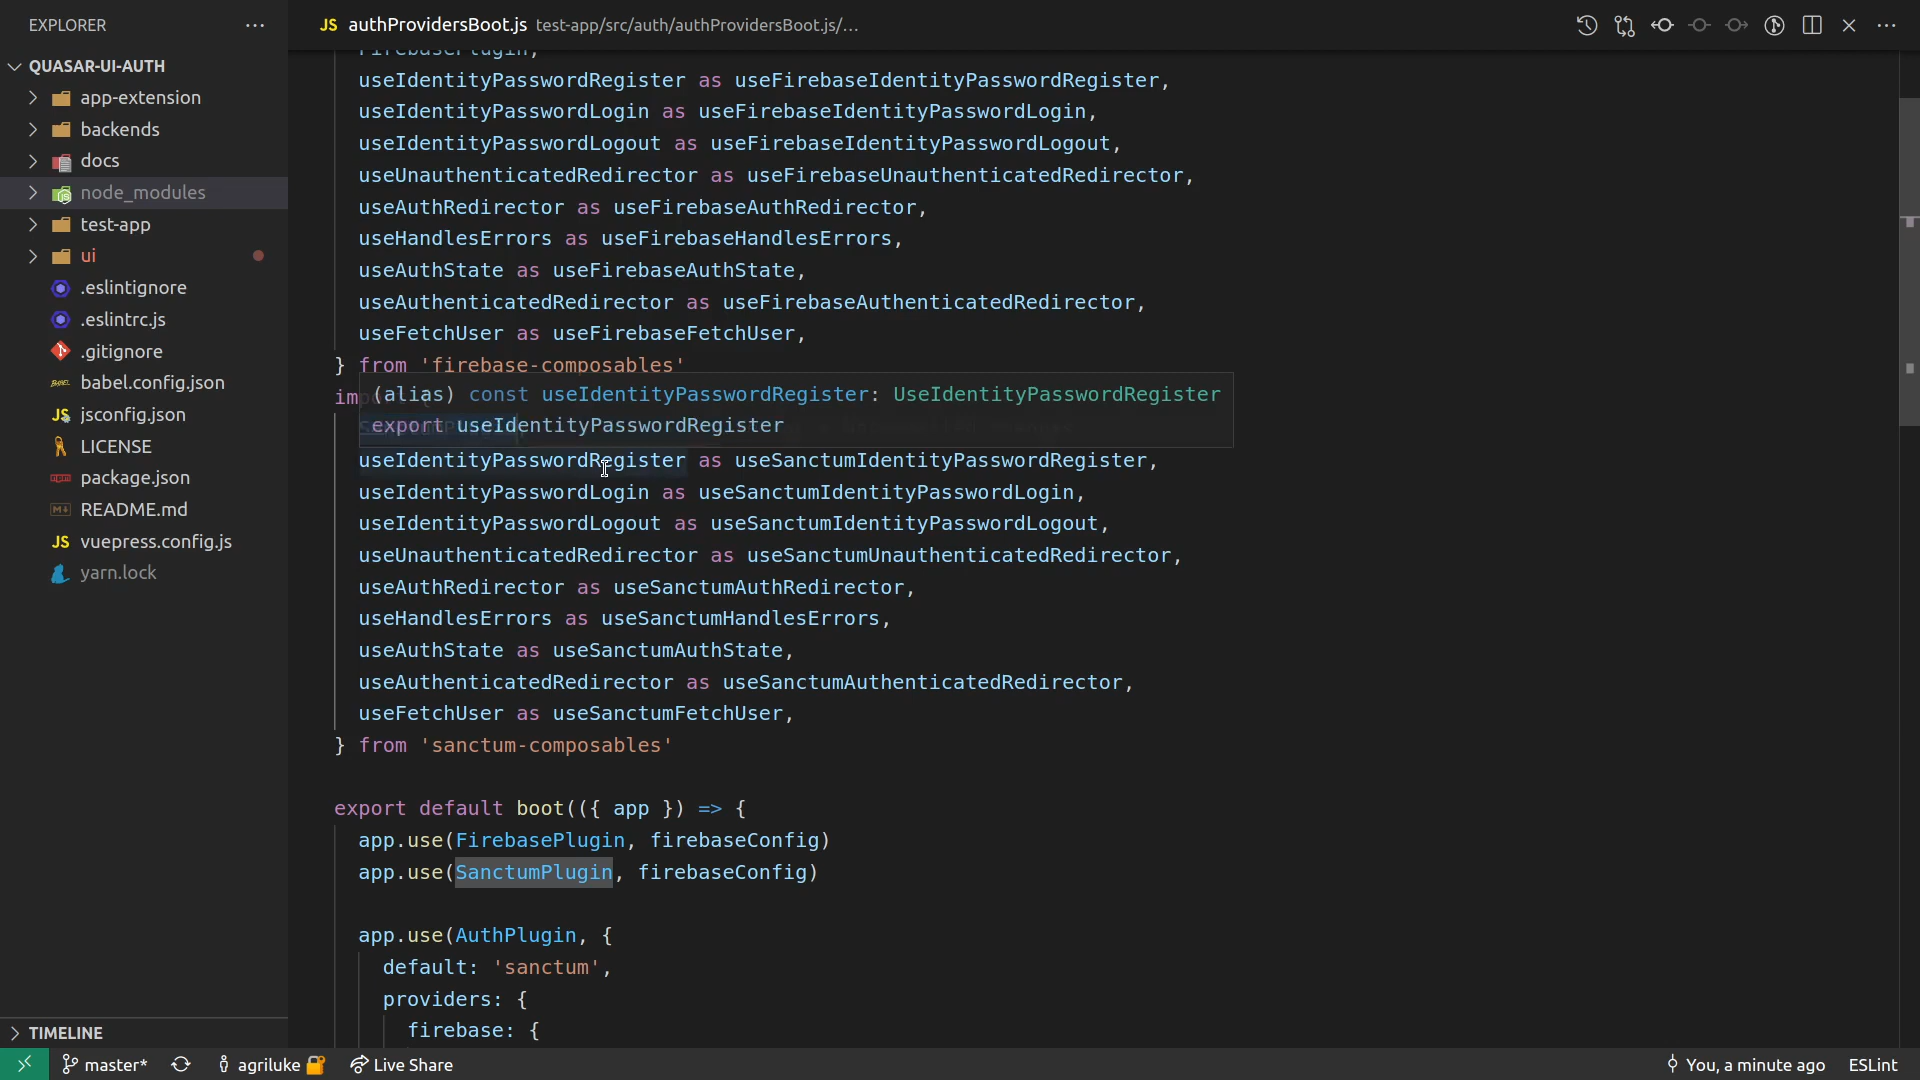 EXPLORER
QUASAR-UI-AUTH
app-extension
backends
docs
node_modules
test-app
ui
.eslintignore
.eslintrc.js
.gitignore
babel.config.json
jsconfig.json
LICENSE
package.json
README.md
JS vuepress.config.js
yarn.lock
TIMELINE
JS authProvidersBoot.js test-app/src/auth/authProvidersBoot.js/...
FirebasePlugin,
useIdentityPasswordRegister as useFirebaseIdentityPasswordRegister,
useIdentityPasswordLogin as useFirebaseIdentityPasswordLogin,
useIdentityPasswordLogout as useFirebaseIdentityPasswordLogout,
useUnauthenticatedRedirector as useFirebaseUnauthenticatedRedirector,
useAuthRedirector as useFirebaseAuthRedirector,
useHandlesErrors as useFirebaseHandlesErrors,
useAuthState as useFirebaseAuthState,
useAuthenticatedRedirector as useFirebaseAuthenticatedRedirector,
useFetchUser as useFirebaseFetchUser,
} from 'firebase-composables'
(alias) const useIdentityPasswordRegister: UseIdentityPasswordRegister
export useIdentityPasswordRegister
useIdentityPasswordRegister as useSanctumIdentityPasswordRegister,
useIdentityPasswordLogin as useSanctumIdentityPasswordLogin,
useIdentityPasswordLogout as useSanctumIdentityPasswordLogout,
useUnauthenticatedRedirector as useSanctumUnauthenticatedRedirector,
useAuthRedirector as useSanctumAuthRedirector,
useHandlesErrors as useSanctumHandlesErrors,
useAuthState as useSanctumAuthState,
useAuthenticatedRedirector as useSanctumAuthenticatedRedirector,
useFetchUser as useSanctumFetchUser,
} from 'sanctum-composables'
export default boot(({ app }) => {
app.use(FirebasePlugin, firebaseConfig)
app.use(SanctumPlugin, firebaseConfig)
app.use(AuthPlugin, {
default: 'sanctum',
providers: {
firebase: {
master*
agriluke
Live Share
You, a minute ago
ESLint